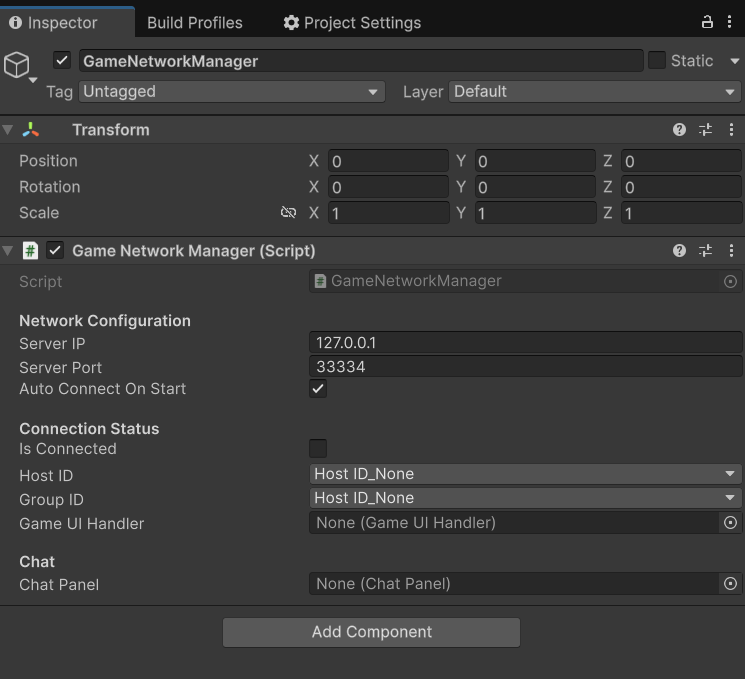 Inspector Build Profiles Project Settings
GameNetworkManager Static
Tag Untagged Layer Default
Transform
Position X 0 Y 0 Z 0
Rotation X 0 Y 0 Z 0
Scale X 1 Y 1 Z 1
# Game Network Manager (Script)
Script # GameNetworkManager
Network Configuration
Server IP 127.0.0.1
Server Port 33334
Auto Connect On Start
Connection Status
Is Connected
Host ID Host ID_None
Group ID Host ID_None
Game UI Handler None (Game UI Handler)
Chat
Chat Panel None (Chat Panel)
Add Component